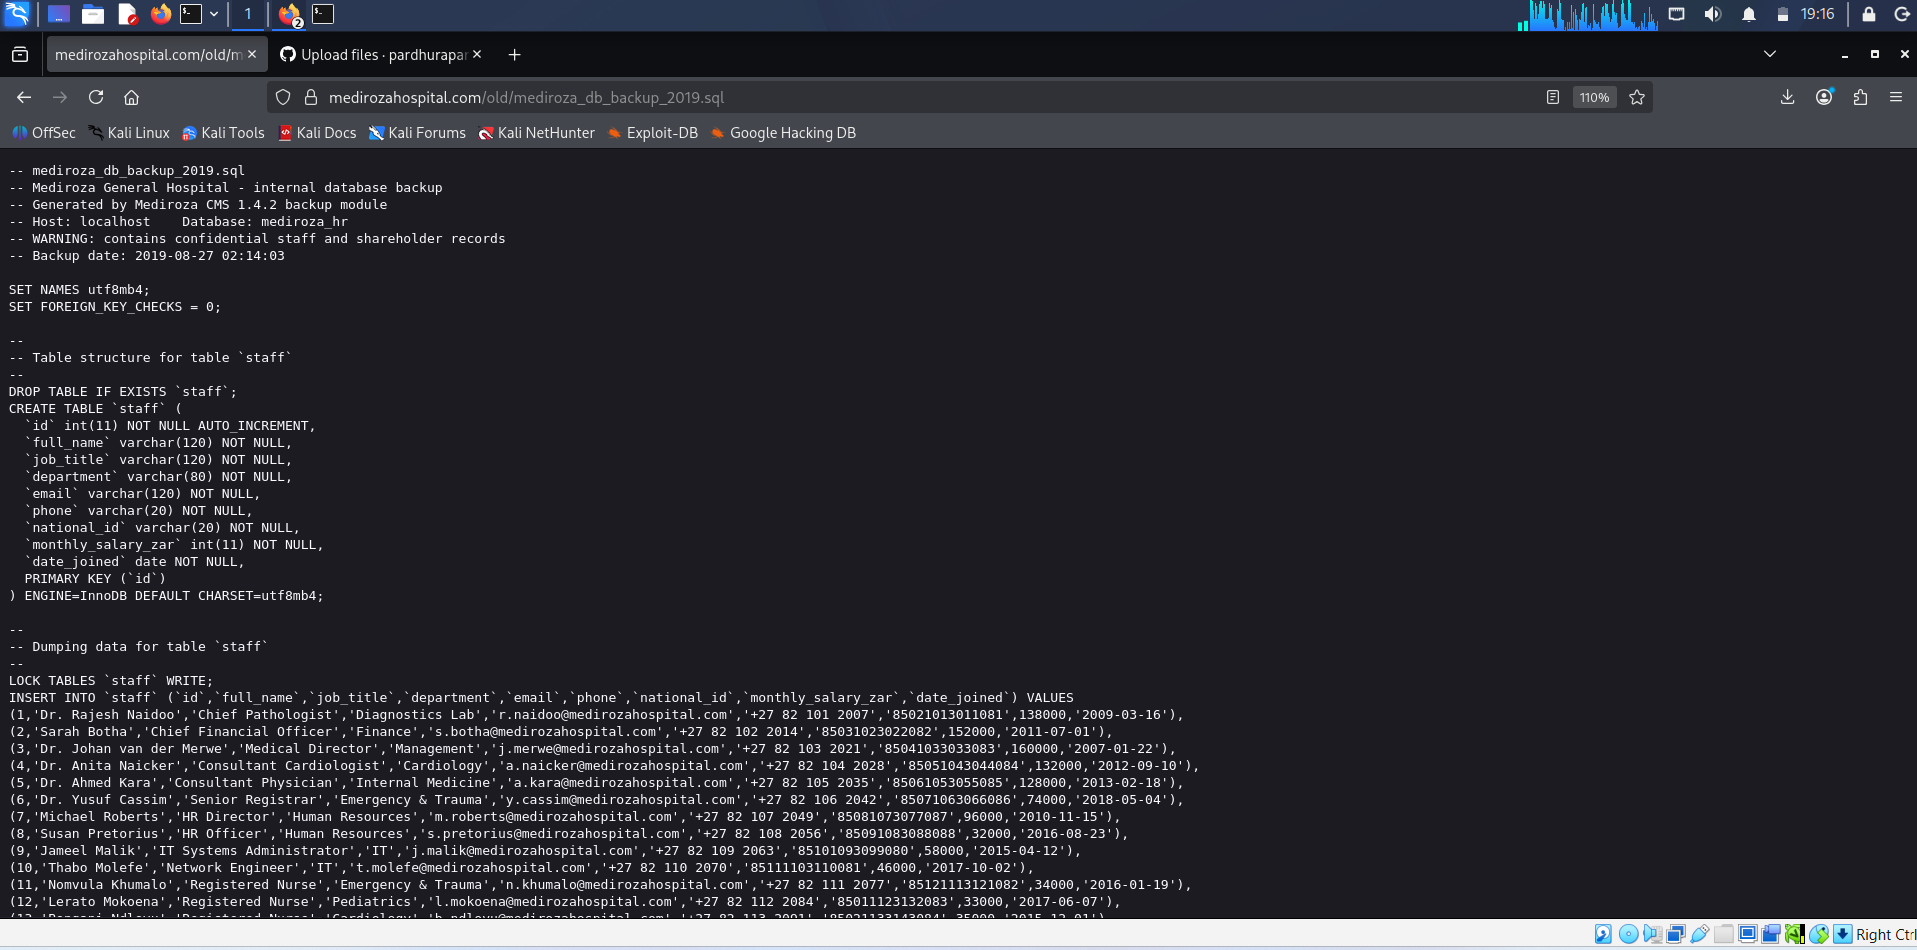 1
2
19:16
medirozahospital.com/old/m
Upload files · pardhurapar
medirozahospital.com/old/mediroza_db_backup_2019.sql
110%
OffSec
Kali Linux
Kali Tools
Kali Docs
Kali Forums
Kali NetHunter
Exploit-DB
Google Hacking DB
-- mediroza_db_backup_2019.sql
-- Mediroza General Hospital - internal database backup
-- Generated by Mediroza CMS 1.4.2 backup module
-- Host: localhost    Database: mediroza_hr
-- WARNING: contains confidential staff and shareholder records
-- Backup date: 2019-08-27 02:14:03
SET NAMES utf8mb4;
SET FOREIGN_KEY_CHECKS = 0;
--
-- Table structure for table `staff`
--
DROP TABLE IF EXISTS `staff`;
CREATE TABLE `staff` (
  `id` int(11) NOT NULL AUTO_INCREMENT,
  `full_name` varchar(120) NOT NULL,
  `job_title` varchar(120) NOT NULL,
  `department` varchar(80) NOT NULL,
  `email` varchar(120) NOT NULL,
  `phone` varchar(20) NOT NULL,
  `national_id` varchar(20) NOT NULL,
  `monthly_salary_zar` int(11) NOT NULL,
  `date_joined` date NOT NULL,
  PRIMARY KEY (`id`)
) ENGINE=InnoDB DEFAULT CHARSET=utf8mb4;
--
-- Dumping data for table `staff`
--
LOCK TABLES `staff` WRITE;
INSERT INTO `staff` (`id`,`full_name`,`job_title`,`department`,`email`,`phone`,`national_id`,`monthly_salary_zar`,`date_joined`) VALUES
(1,'Dr. Rajesh Naidoo','Chief Pathologist','Diagnostics Lab','r.naidoo@medirozahospital.com','+27 82 101 2007','85021013011081',138000,'2009-03-16'),
(2,'Sarah Botha','Chief Financial Officer','Finance','s.botha@medirozahospital.com','+27 82 102 2014','85031023022082',152000,'2011-07-01'),
(3,'Dr. Johan van der Merwe','Medical Director','Management','j.merwe@medirozahospital.com','+27 82 103 2021','85041033033083',160000,'2007-01-22'),
(4,'Dr. Anita Naicker','Consultant Cardiologist','Cardiology','a.naicker@medirozahospital.com','+27 82 104 2028','85051043044084',132000,'2012-09-10'),
(5,'Dr. Ahmed Kara','Consultant Physician','Internal Medicine','a.kara@medirozahospital.com','+27 82 105 2035','85061053055085',128000,'2013-02-18'),
(6,'Dr. Yusuf Cassim','Senior Registrar','Emergency & Trauma','y.cassim@medirozahospital.com','+27 82 106 2042','85071063066086',74000,'2018-05-04'),
(7,'Michael Roberts','HR Director','Human Resources','m.roberts@medirozahospital.com','+27 82 107 2049','85081073077087',96000,'2010-11-15'),
(8,'Susan Pretorius','HR Officer','Human Resources','s.pretorius@medirozahospital.com','+27 82 108 2056','85091083088088',32000,'2016-08-23'),
(9,'Jameel Malik','IT Systems Administrator','IT','j.malik@medirozahospital.com','+27 82 109 2063','85101093099080',58000,'2015-04-12'),
(10,'Thabo Molefe','Network Engineer','IT','t.molefe@medirozahospital.com','+27 82 110 2070','85111103110081',46000,'2017-10-02'),
(11,'Nomvula Khumalo','Registered Nurse','Emergency & Trauma','n.khumalo@medirozahospital.com','+27 82 111 2077','85121113121082',34000,'2016-01-19'),
(12,'Lerato Mokoena','Registered Nurse','Pediatrics','l.mokoena@medirozahospital.com','+27 82 112 2084','85011123132083',33000,'2017-06-07'),
Right Ctrl